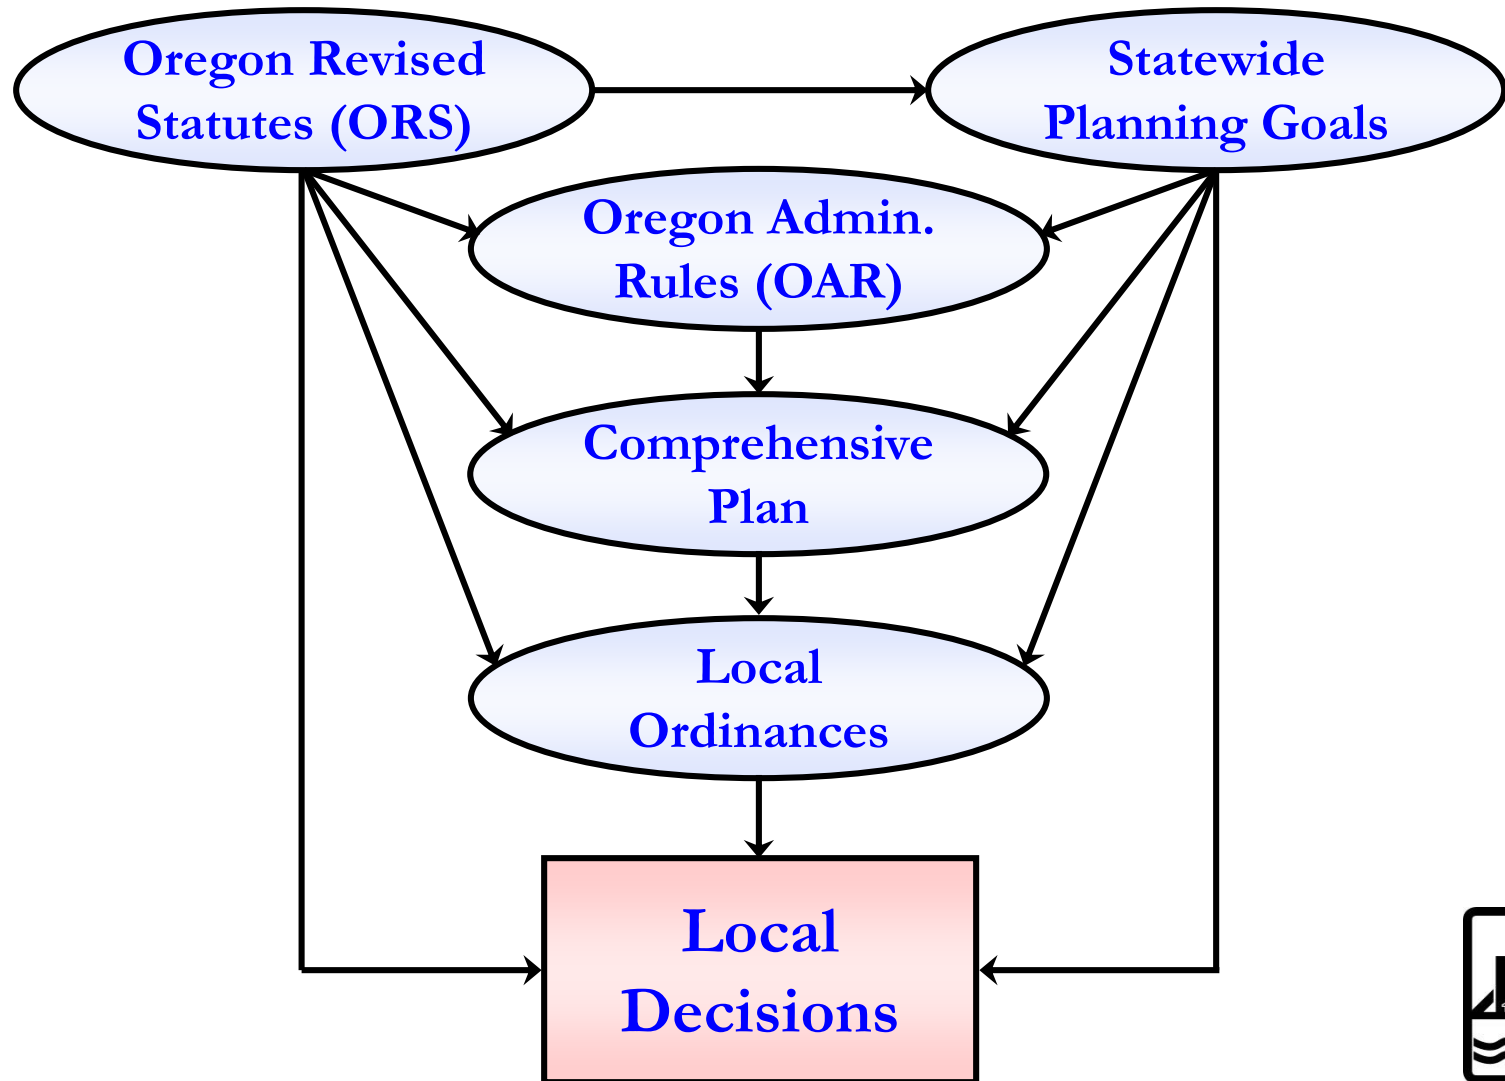 Oregon Revised
Statutes (ORS)
Statewide
Planning Goals
Oregon Admin.
Rules (OAR)
Comprehensive
Plan
Local
Ordinances
Local
Decisions